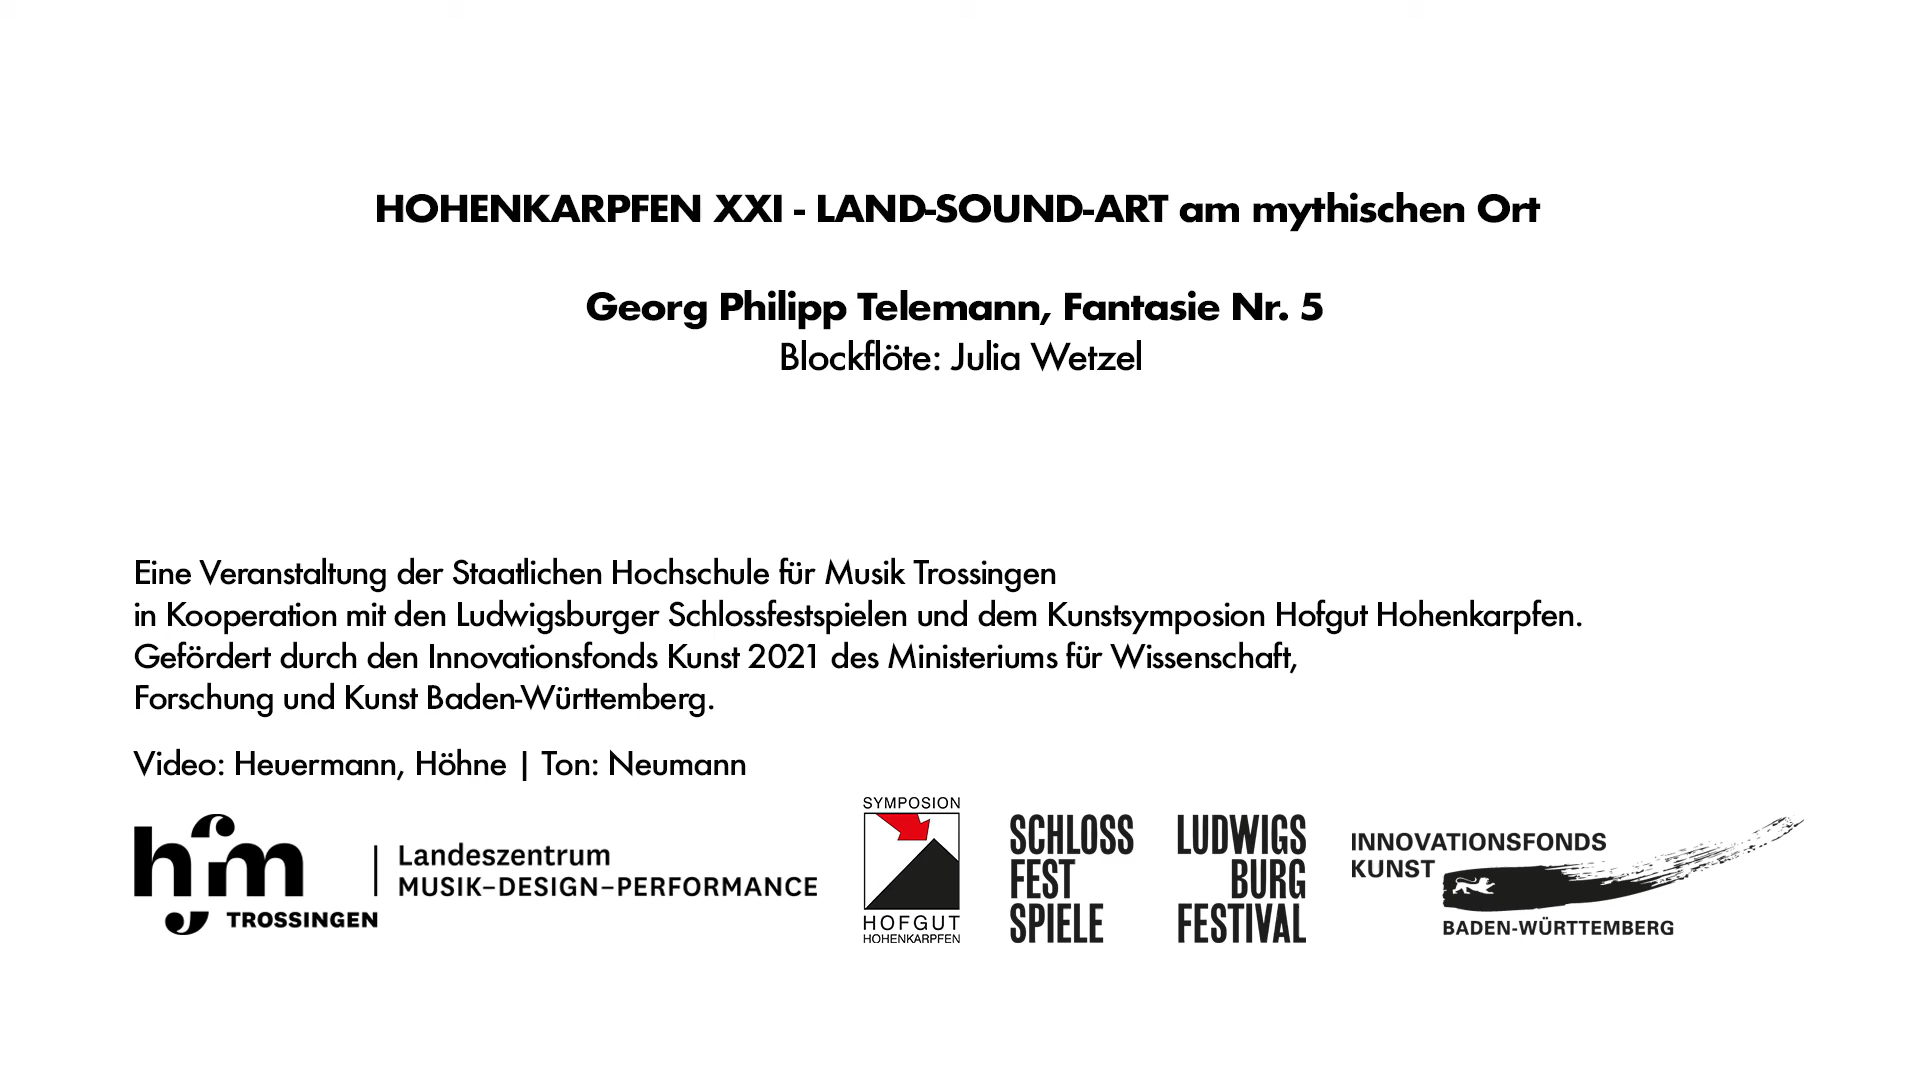 HOHENKARPFEN XXI - LAND-SOUND-ART am mythischen Ort
Georg Philipp Telemann, Fantasie Nr. 5
Blockflöte: Julia Wetzel
Eine Veranstaltung der Staatlichen Hochschule für Musik Trossingen
in Kooperation mit den Ludwigsburger Schlossfestspielen und dem Kunstsymposion Hofgut Hohenkarpfen.
Gefördert durch den Innovationsfonds Kunst 2021 des Ministeriums für Wissenschaft,
Forschung und Kunst Baden-Württemberg.
Video: Heuermann, Höhne | Ton: Neumann
hfm
TROSSINGEN
Landeszentrum
MUSIK–DESIGN–PERFORMANCE
SYMPOSION
HOFGUT
HOHENKARPFEN
SCHLOSS
FEST
SPIELE
LUDWIGS
BURG
FESTIVAL
INNOVATIONSFONDS
KUNST
BADEN-WÜRTTEMBERG